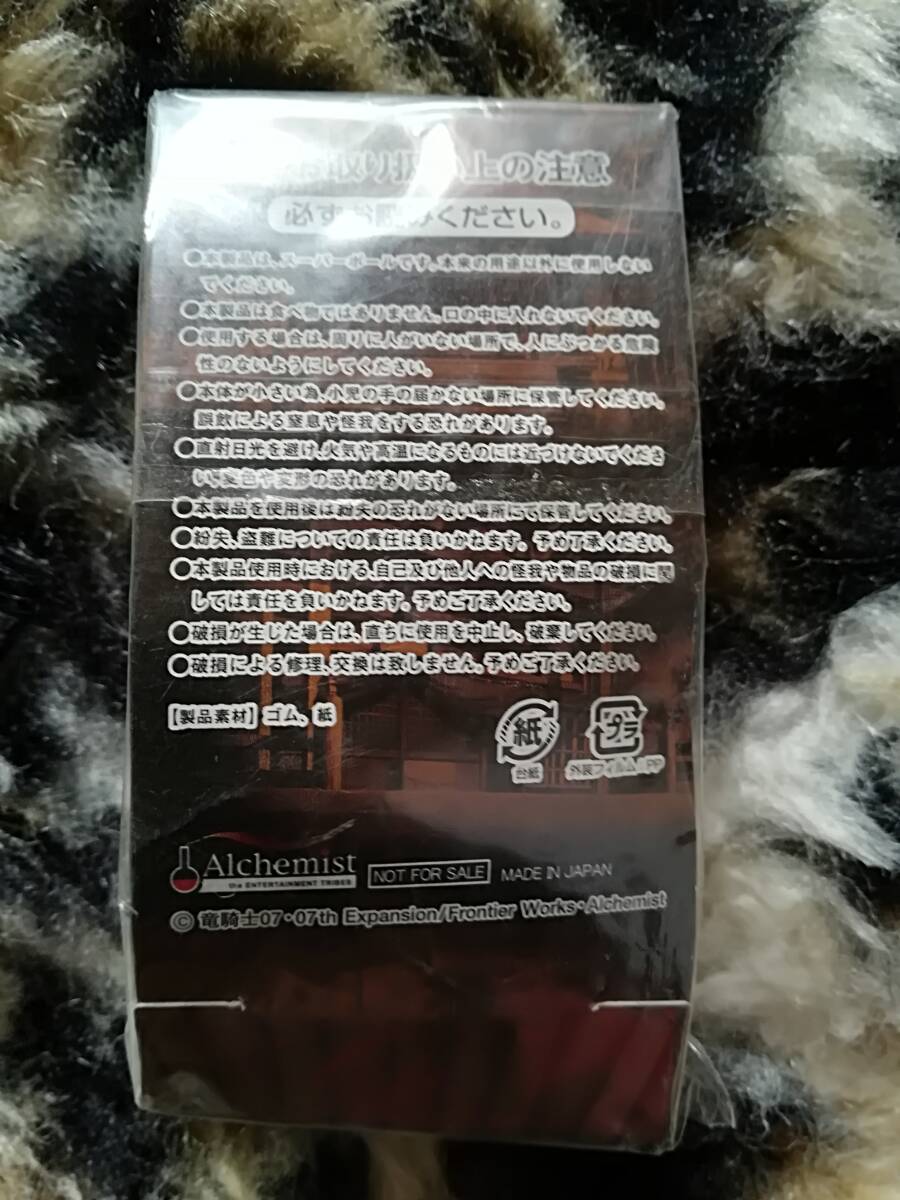 取り扱い上の注意
必ずお読みください。
●本製品は、スーパーボールです。本来の用途以外に使用しない
でください。
●本製品は食べ物ではありません。口の中に入れないでください。
●使用する場合は、周りに人がいない場所で、人にぶつかる危険
性のないようにしてください。
●本体が小さい為、小児の手の届かない場所に保管してください。
誤飲による窒息や怪我をする恐れがあります。
●直射日光を避け、火気や高温になるものには近づけないでくださ
い。変色や変形の恐れがあります。
●本製品を使用後は紛失の恐れがない場所にて保管してください。
●紛失、盗難についての責任は負いかねます。予めご了承ください。
●本製品使用時における、自己及び他人への怪我や物品の破損に関
しては責任を負いかねます。予めご了承ください。
●破損が生じた場合は、直ちに使用を中止し、破棄してください。
●破損による修理、交換は致しません。予めご了承ください。
【製品素材】ゴム、紙
紙
プラ
台紙
外装フィルム:PP
Alchemist
the ENTERTAINMENT TRIBES
NOT FOR SALE
MADE IN JAPAN
© 竜騎士07・07th Expansion/Frontier Works・Alchemist